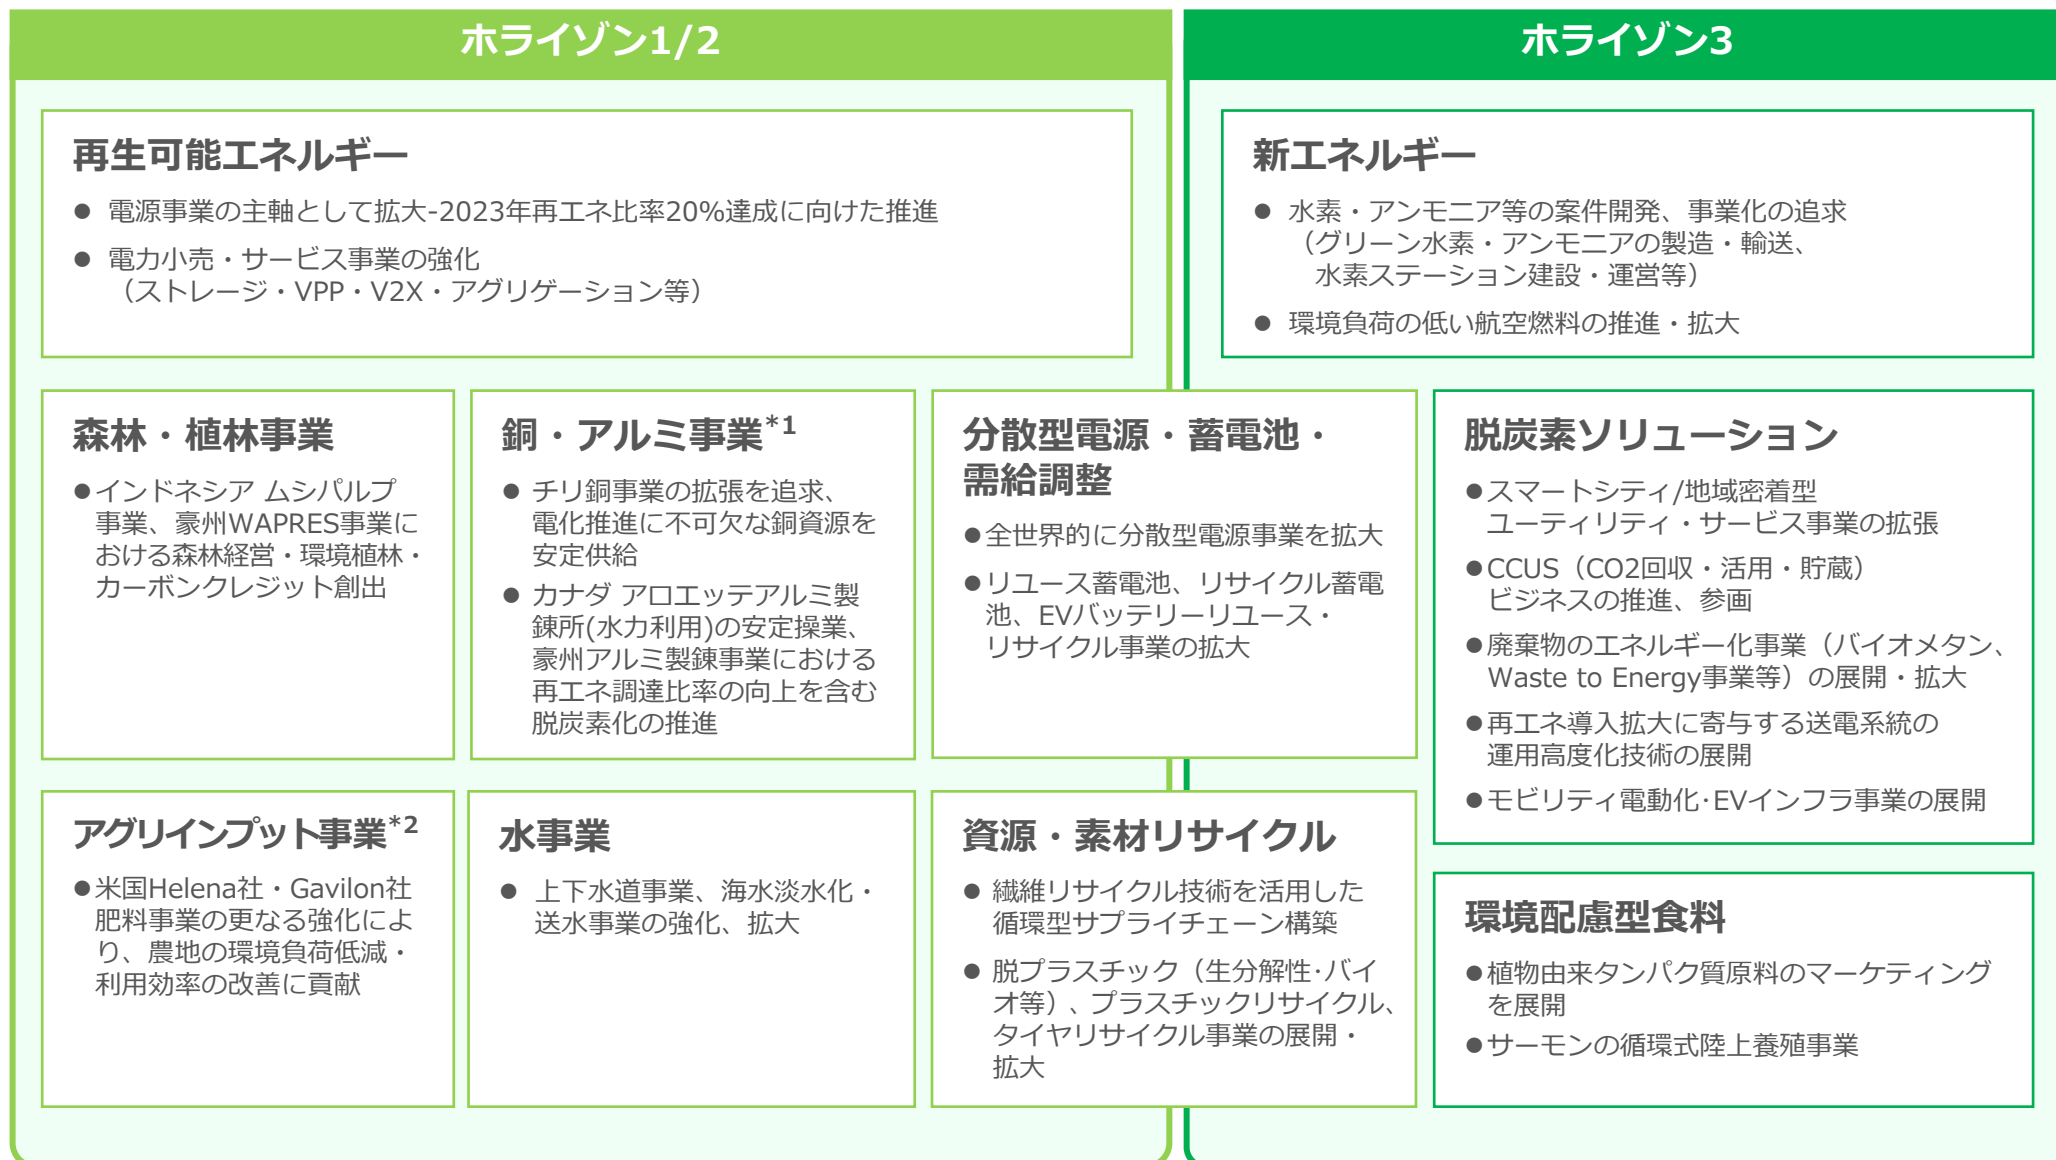 ホライゾン1/2
再生可能エネルギー
● 電源事業の主軸として拡大-2023年再エネ比率20%達成に向けた推進
● 電力小売・サービス事業の強化
（ストレージ・VPP・V2X・アグリゲーション等）
ホライゾン3
新エネルギー
● 水素・アンモニア等の案件開発、事業化の追求
（グリーン水素・アンモニアの製造・輸送、
水素ステーション建設・運営等）
● 環境負荷の低い航空燃料の推進・拡大
森林・植林事業
●インドネシア ムシパルプ
事業、豪州WAPRES事業に
おける森林経営・環境植林・
カーボンクレジット創出
銅・アルミ事業*1
● チリ銅事業の拡張を追求、
電化推進に不可欠な銅資源を
安定供給
● カナダ アロエッテアルミ製
錬所(水力利用)の安定操業、
豪州アルミ製錬事業における
再エネ調達比率の向上を含む
脱炭素化の推進
分散型電源・蓄電池・
需給調整
●全世界的に分散型電源事業を拡大
●リユース蓄電池、リサイクル蓄電
池、EVバッテリーリユース・
リサイクル事業の拡大
脱炭素ソリューション
●スマートシティ/地域密着型
ユーティリティ・サービス事業の拡張
●CCUS（CO2回収・活用・貯蔵）
ビジネスの推進、参画
●廃棄物のエネルギー化事業（バイオメタン、
Waste to Energy事業等）の展開・拡大
●再エネ導入拡大に寄与する送電系統の
運用高度化技術の展開
●モビリティ電動化･EVインフラ事業の展開
アグリインプット事業*2
●米国Helena社・Gavilon社
肥料事業の更なる強化によ
り、農地の環境負荷低減・
利用効率の改善に貢献
水事業
● 上下水道事業、海水淡水化・
送水事業の強化、拡大
資源・素材リサイクル
● 繊維リサイクル技術を活用した
循環型サプライチェーン構築
● 脱プラスチック（生分解性･バイ
オ等）、プラスチックリサイクル、
タイヤリサイクル事業の展開・
拡大
環境配慮型食料
●植物由来タンパク質原料のマーケティング
を展開
●サーモンの循環式陸上養殖事業